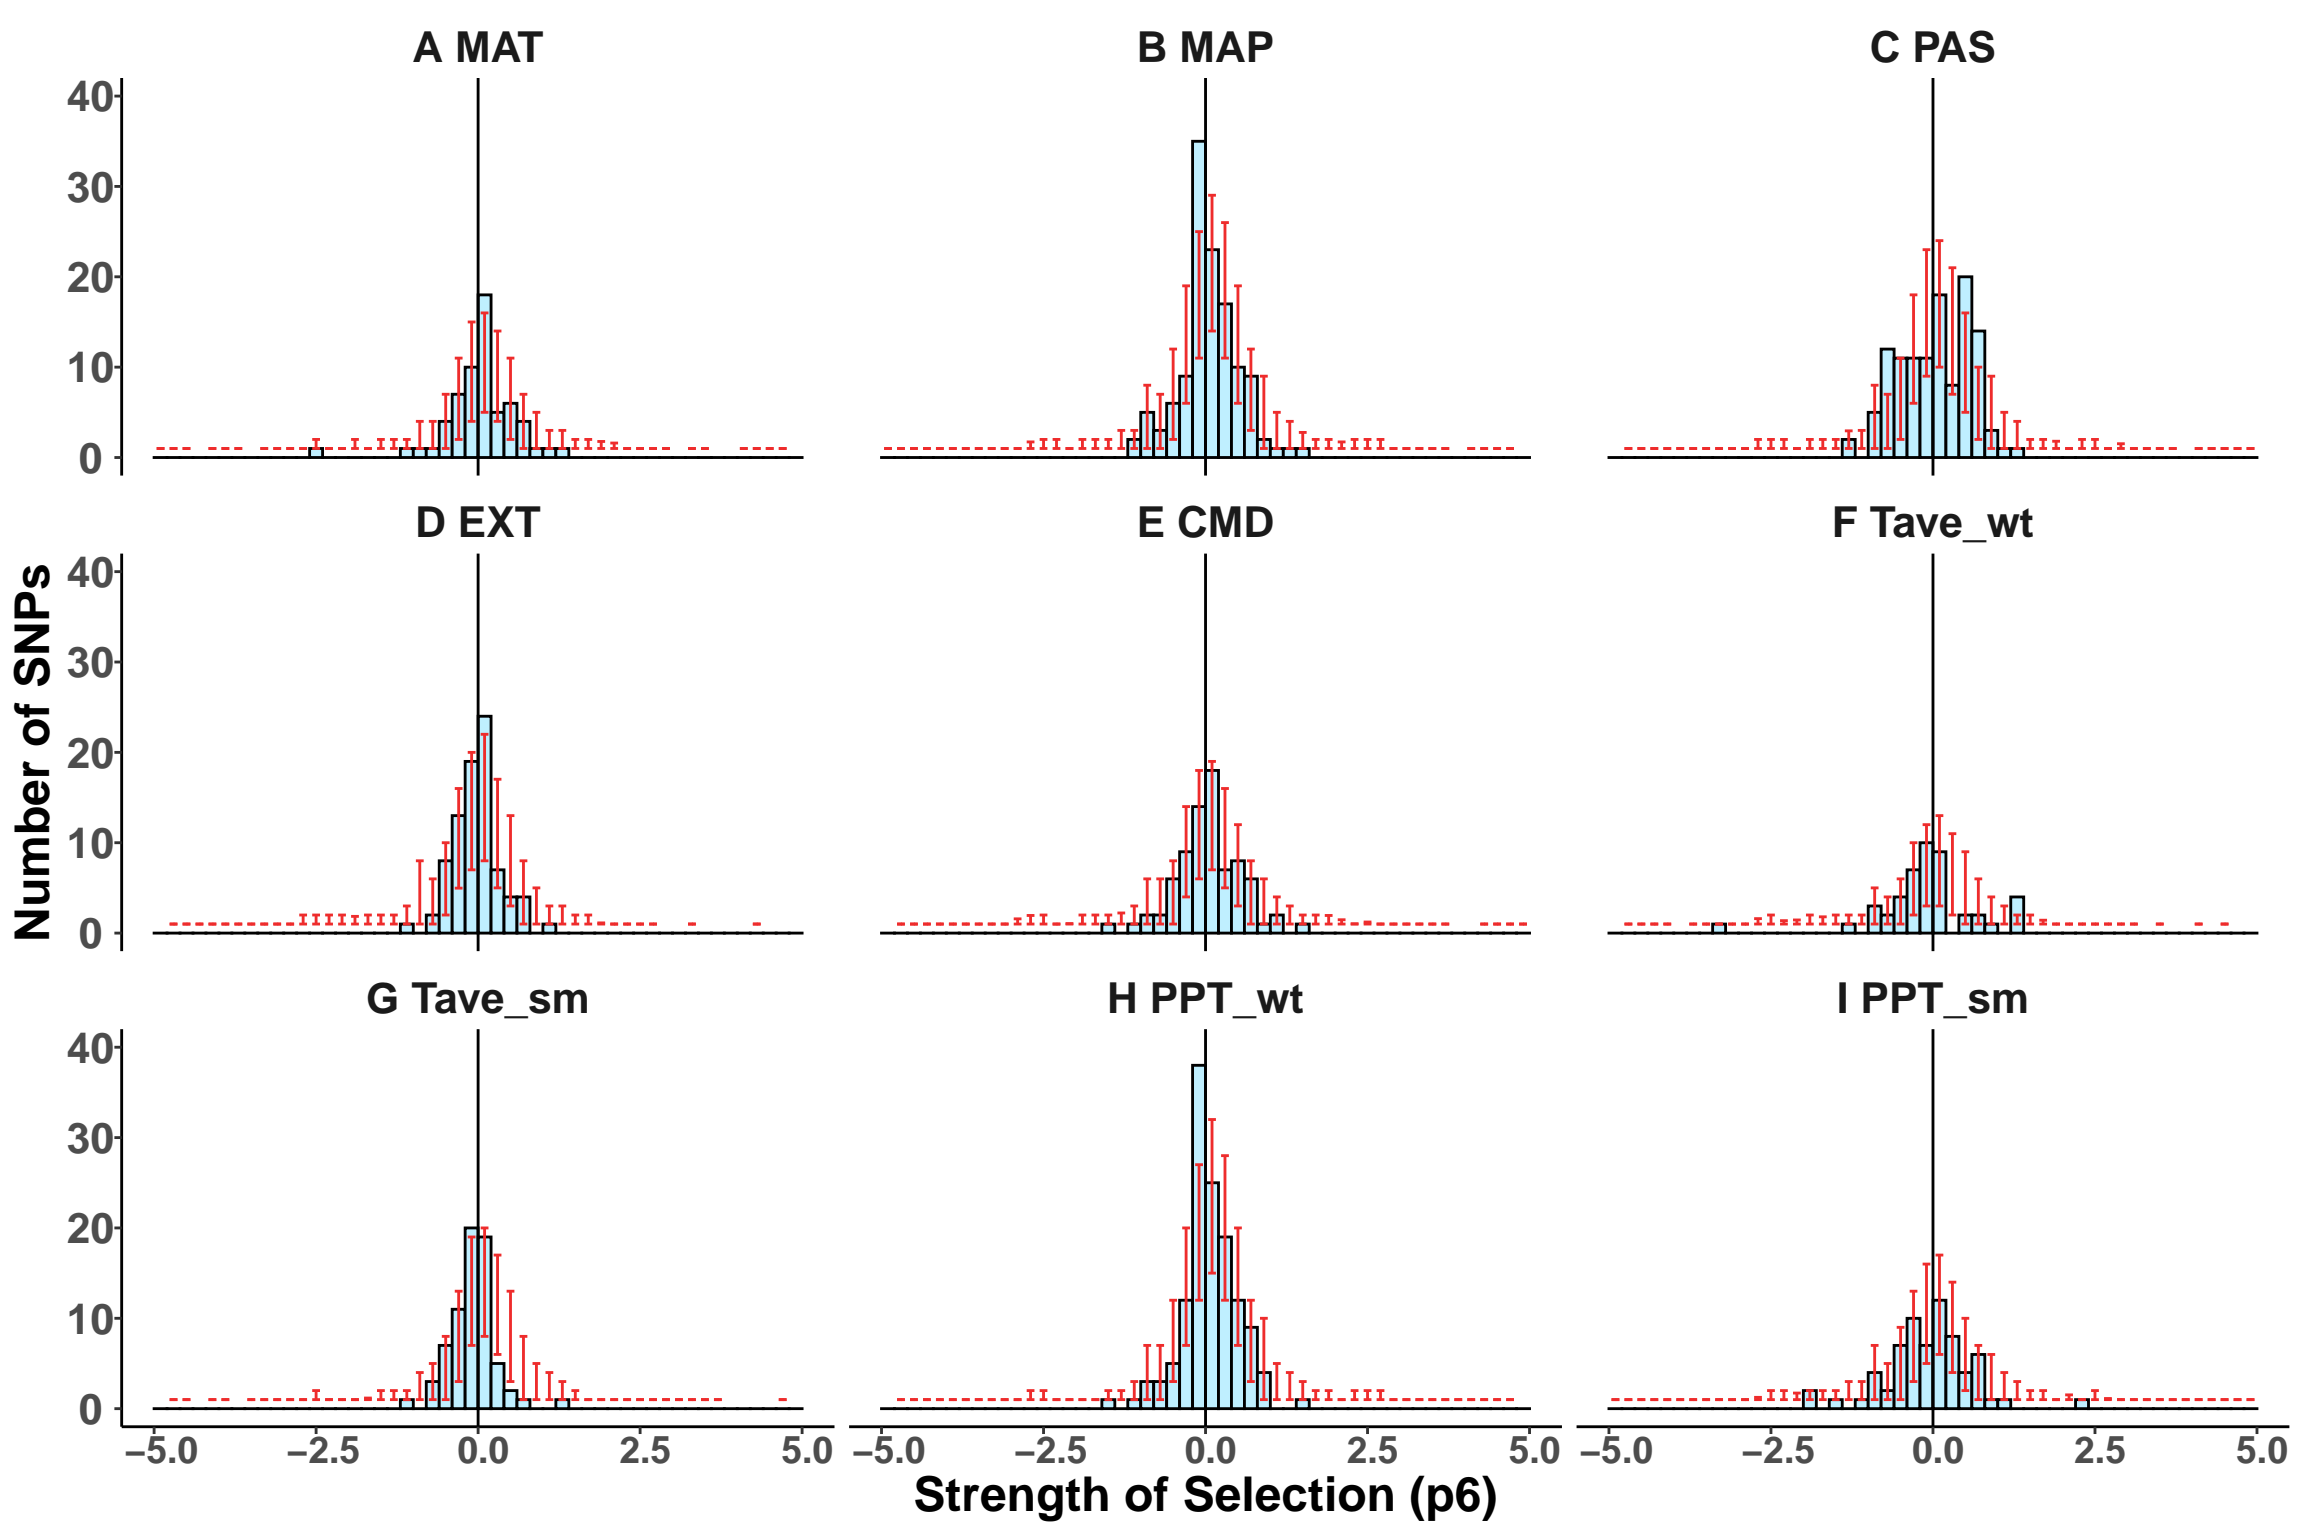 A MAT
B MAP
C PAS
40
30
20
10
0
D EXT
E CMD
F Tave_wt
40
30
20
10
0
G Tave_sm
H PPT_wt
I PPT_sm
40
30
20
10
0
−5.0 −2.5 0.0 2.5 5.0
−5.0 −2.5 0.0 2.5 5.0
−5.0 −2.5 0.0 2.5 5.0
Number of SNPs
Strength of Selection (p6)